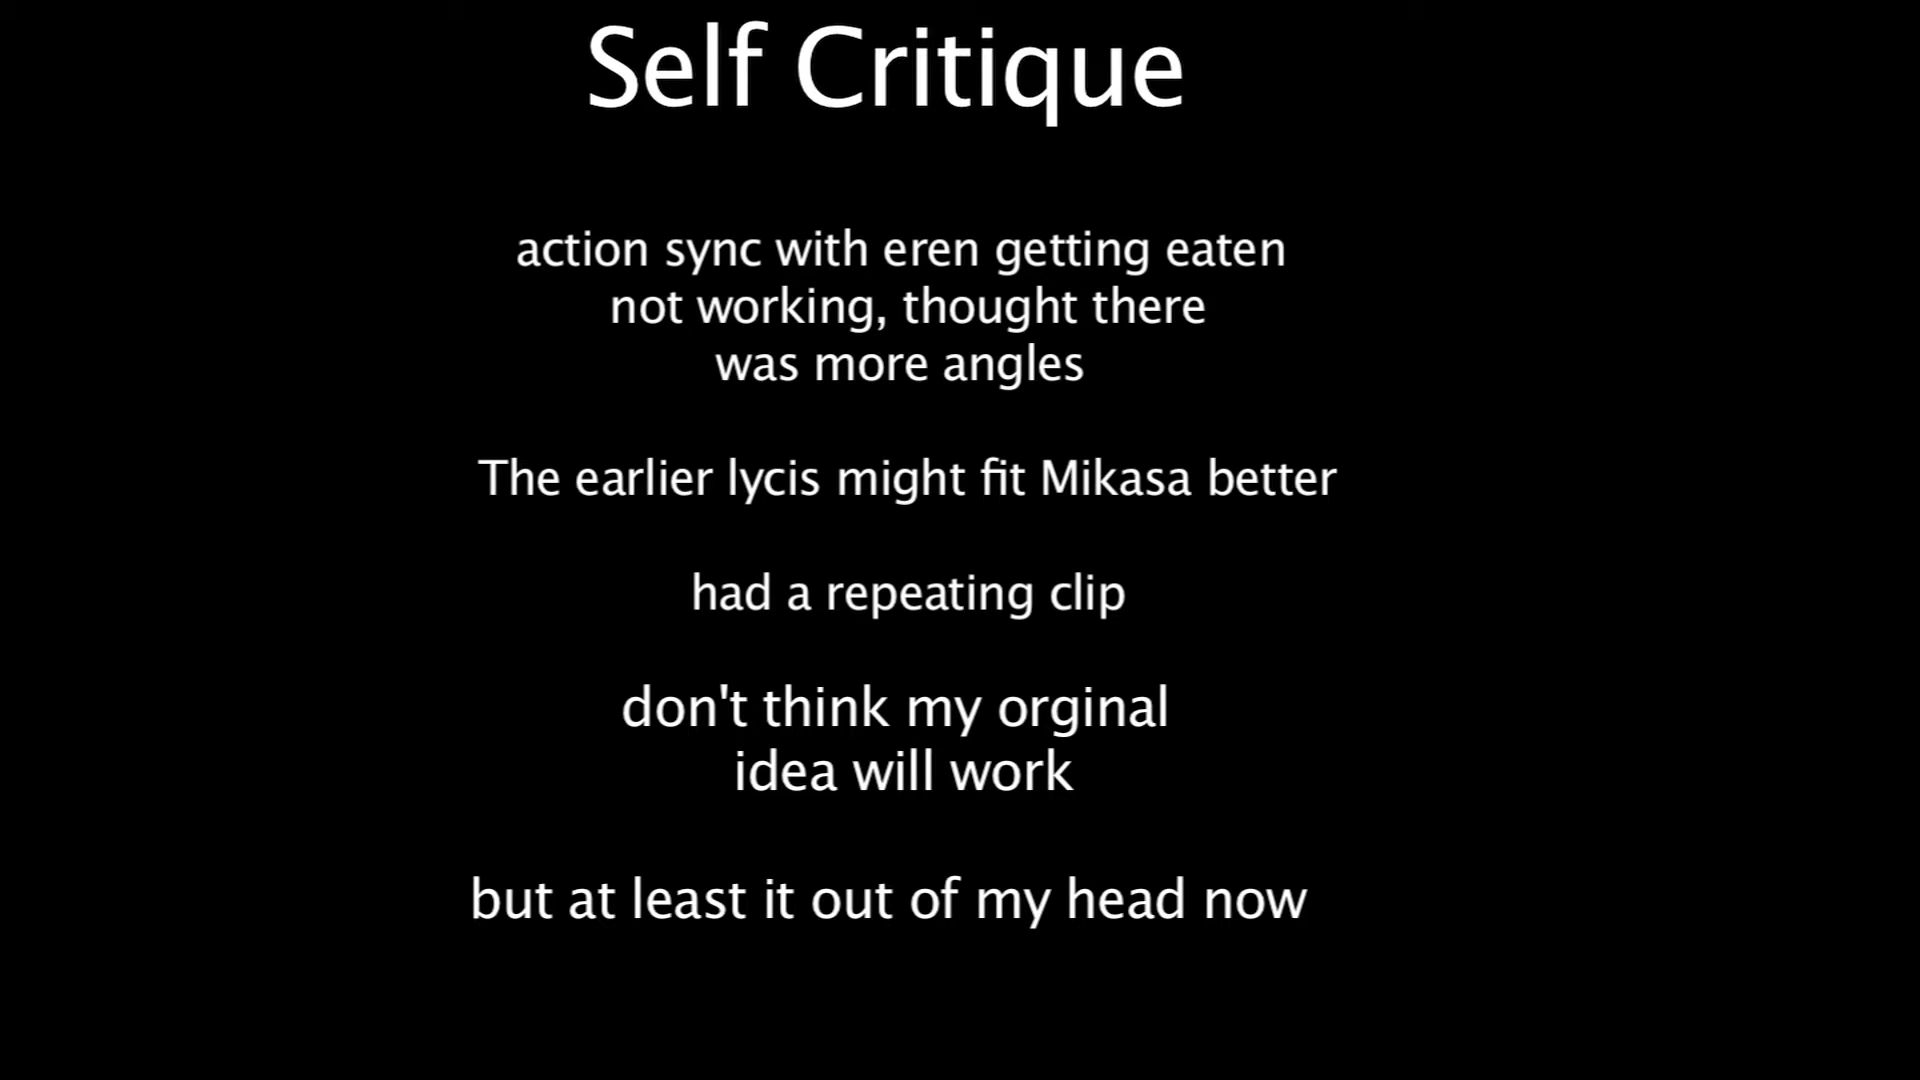 Self Critique
action sync with eren getting eaten
not working, thought there
was more angles
The earlier lycis might fit Mikasa better
had a repeating clip
don't think my orginal
idea will work
but at least it out of my head now